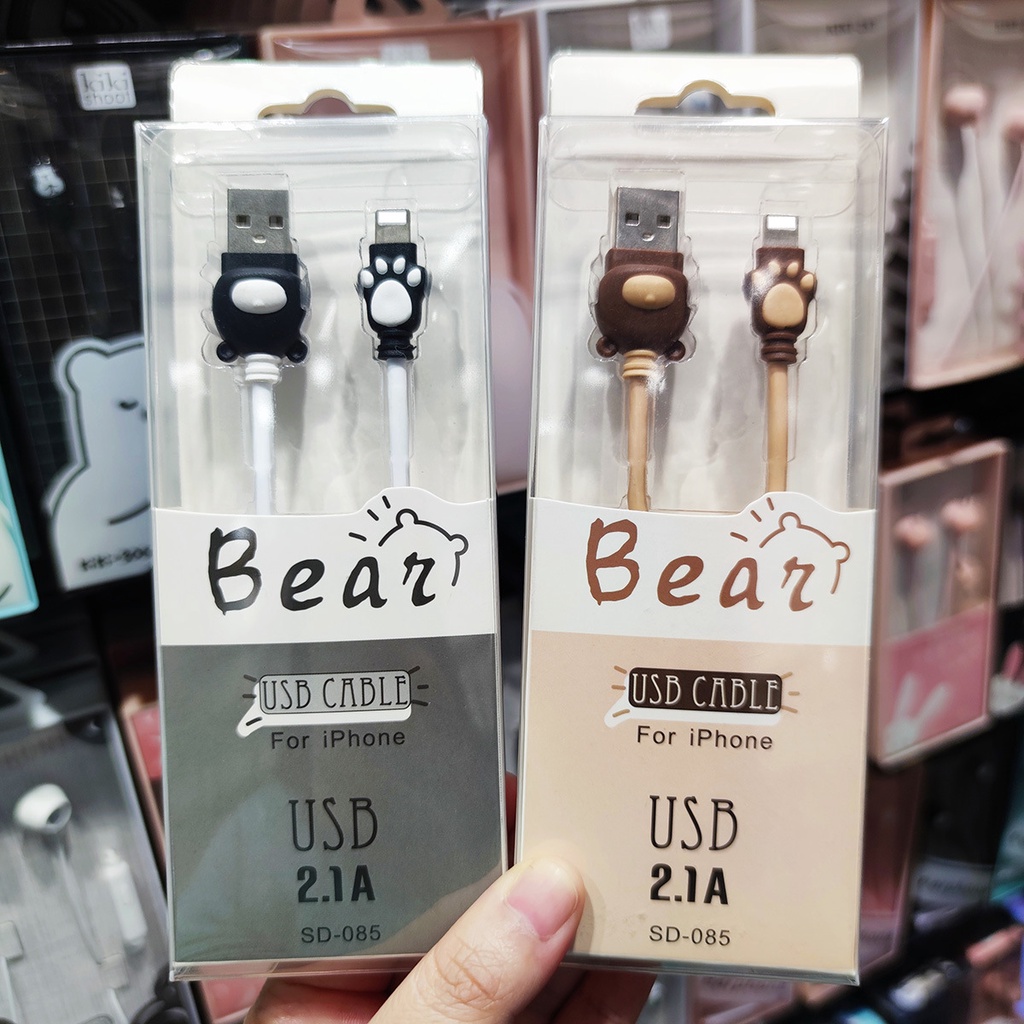 kiki
shop!
Bear
USB CABLE
For iPhone
USB
2.1A
SD-085
Bear
USB CABLE
For iPhone
USB
2.1A
SD-085